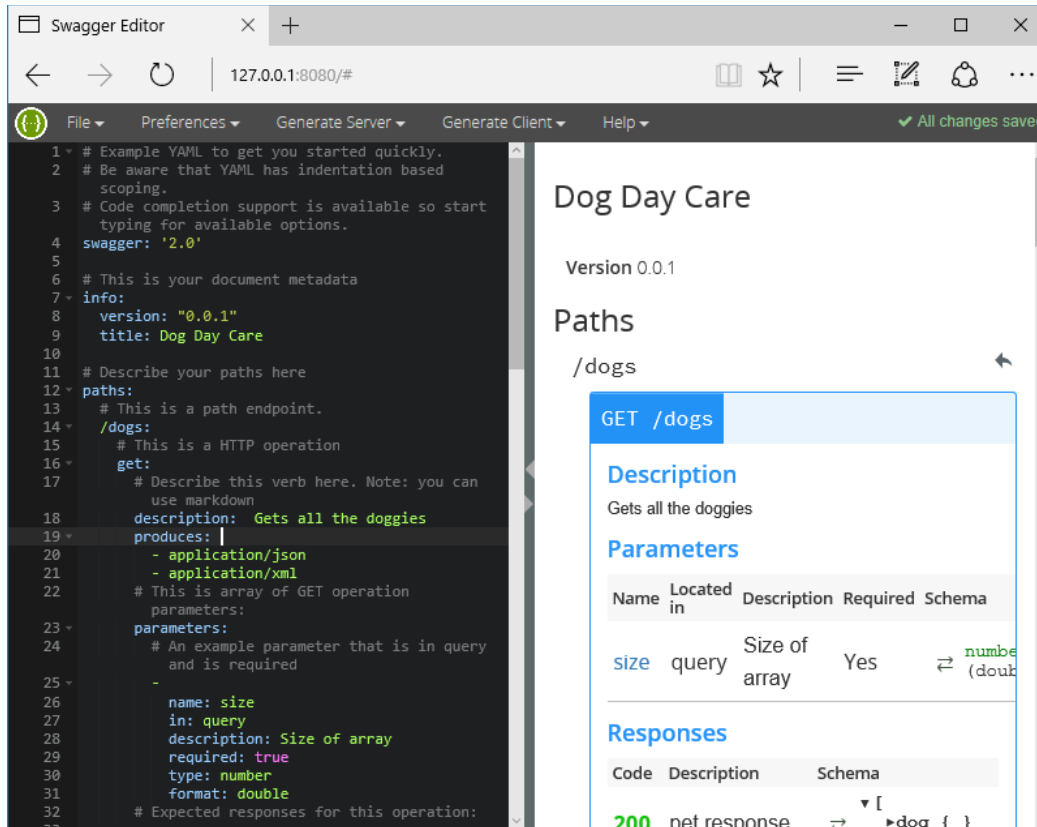 Swagger Editor
127.0.0.1:8080/#
File Preferences Generate Server Generate Client Help All changes save
1 # Example YAML to get you started quickly.
2 # Be aware that YAML has indentation based
scoping.
3 # Code completion support is available so start
typing for available options.
4 swagger: '2.0'
5
6 # This is your document metadata
7 info:
8 version: "0.0.1"
9 title: Dog Day Care
10
11 # Describe your paths here
12 paths:
13 # This is a path endpoint.
14 /dogs:
15 # This is a HTTP operation
16 get:
17 # Describe this verb here. Note: you can
use markdown
18 description: Gets all the doggies
19 produces:
20 - application/json
21 - application/xml
22 # This is array of GET operation
parameters:
23 parameters:
24 # An example parameter that is in query
and is required
25 -
26 name: size
27 in: query
28 description: Size of array
29 required: true
30 type: number
31 format: double
32 # Expected responses for this operation:
Dog Day Care
Version 0.0.1
Paths
/dogs
GET /dogs
Description
Gets all the doggies
Parameters
Name Located in Description Required Schema
size query Size of array Yes ⇄ numbe (doub
Responses
Code Description Schema
200 pet response ⇄ ▼ [
▸dog { }